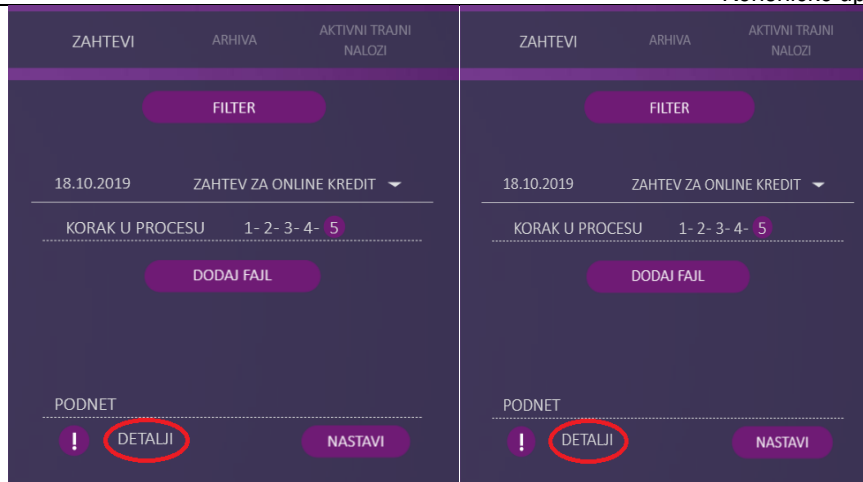 ZAHTEVI ARHIVA AKTIVNI TRAJNI NALOZI
FILTER
18.10.2019 ZAHTEV ZA ONLINE KREDIT
KORAK U PROCESU 1- 2- 3- 4- 5
DODAJ FAJL
PODNET
! DETALJI NASTAVI
ZAHTEVI ARHIVA AKTIVNI TRAJNI NALOZI
FILTER
18.10.2019 ZAHTEV ZA ONLINE KREDIT
KORAK U PROCESU 1- 2- 3- 4- 5
DODAJ FAJL
PODNET
! DETALJI NASTAVI